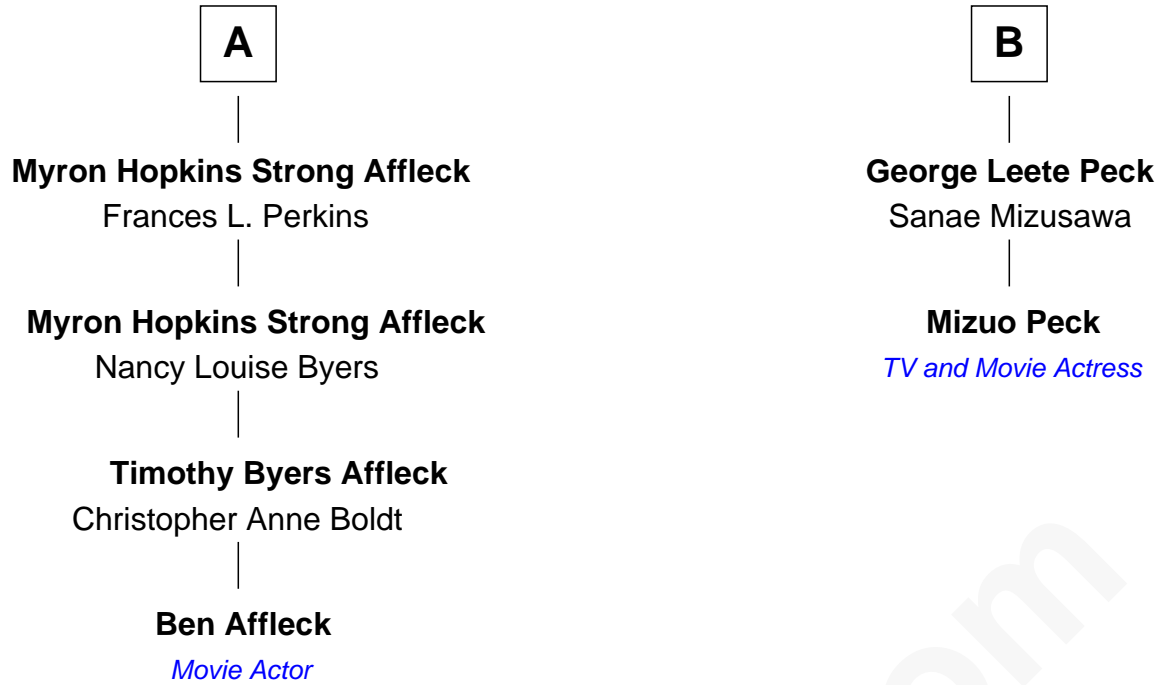 A
Myron Hopkins Strong Affleck
Frances L. Perkins
Myron Hopkins Strong Affleck
Nancy Louise Byers
Timothy Byers Affleck
Christopher Anne Boldt
Ben Affleck
Movie Actor
B
George Leete Peck
Sanae Mizusawa
Mizuo Peck
TV and Movie Actress
om